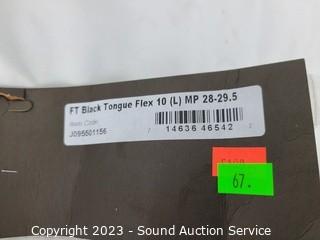 FT Black Tongue Flex 10 (L) MP 28-29.5
Item Code:
J095501156
7 14636 46542
67.
Copyright 2023 - Sound Auction Service